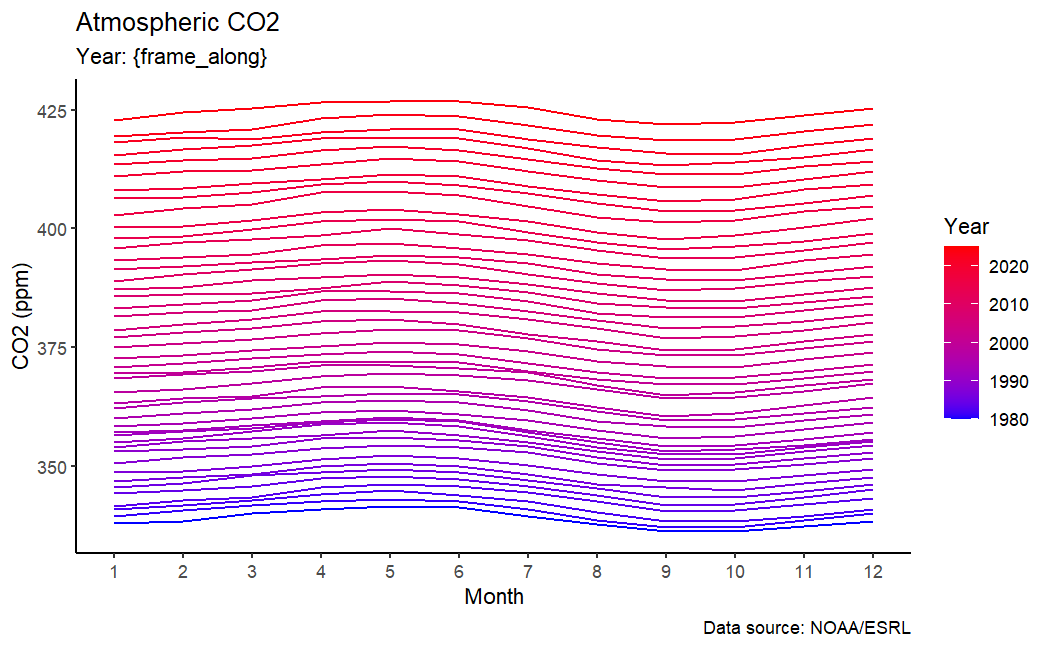 Atmospheric CO2
Year: {frame_along}
425
400
375
350
CO2 (ppm)
1 2 3 4 5 6 7 8 9 10 11 12
Month
Year
2020
2010
2000
1990
1980
Data source: NOAA/ESRL